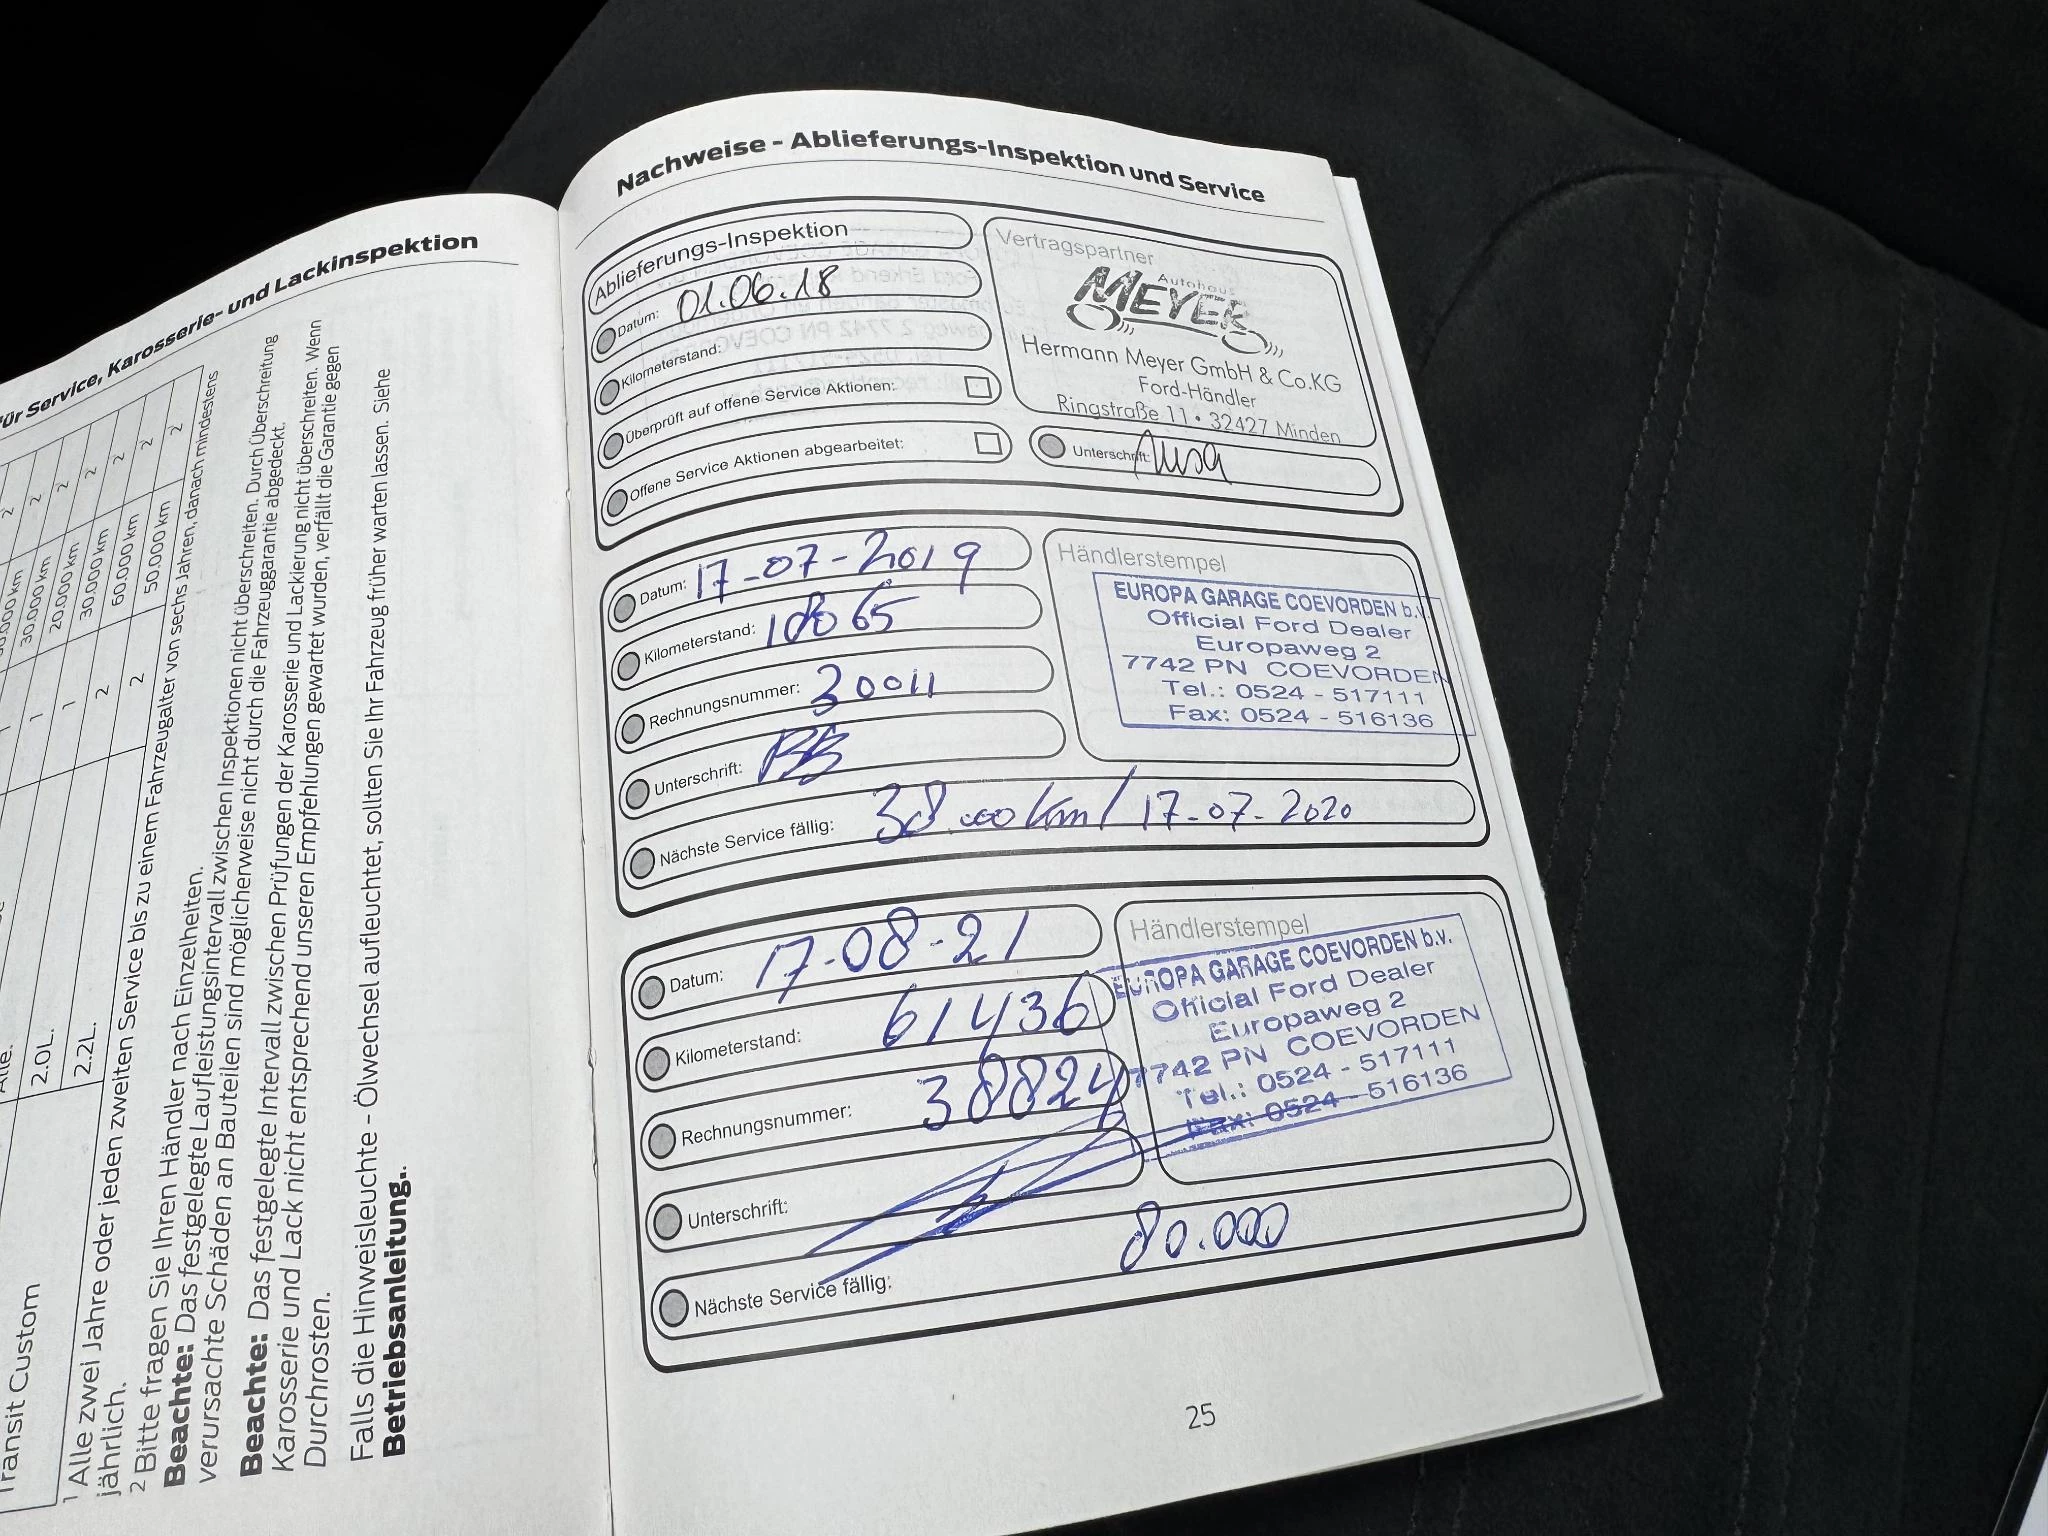 für Service, Karosserie- und Lackinspektion
2
30.000 km
2
20.000 km
2
30.000 km
2
60.000 km
2
50.000 km
2
1
1
2
2
Alle.
2.0L.
2.2L.
Transit Custom
1 Alle zwei Jahre oder jeden zweiten Service bis zu einem Fahrzeugalter von sechs Jahren, danach mindestens
jährlich.
2 Bitte fragen Sie Ihren Händler nach Einzelheiten.
Beachte: Das festgelegte Laufleistungsintervall zwischen Inspektionen nicht überschreiten. Durch Überschreitung
verursachte Schäden an Bauteilen sind möglicherweise nicht durch die Fahrzeuggarantie abgedeckt.
Beachte: Das festgelegte Intervall zwischen Prüfungen der Karosserie und Lackierung nicht überschreiten. Wenn
Karosserie und Lack nicht entsprechend unseren Empfehlungen gewartet wurden, verfällt die Garantie gegen
Durchrosten.
Falls die Hinweisleuchte - Ölwechsel aufleuchtet, sollten Sie Ihr Fahrzeug früher warten lassen. Siehe
Betriebsanleitung.
Nachweise - Ablieferungs-Inspektion und Service
Ablieferungs-Inspektion
Datum: 01.06.18
Kilometerstand:
Überprüft auf offene Service Aktionen:
Offene Service Aktionen abgearbeitet:
Vertragspartner
Autohaus
MEYER
Hermann Meyer GmbH & Co.KG
Ford-Händler
Ringstraße 11 • 32427 Minden
Unterschrift:
Datum: 17-07-2019
Kilometerstand: 18065
Rechnungsnummer: 30011
Unterschrift:
Nächste Service fällig: 38.000 km / 17-07-2020
Händlerstempel
EUROPA GARAGE COEVORDEN b.v.
Official Ford Dealer
Europaweg 2
7742 PN COEVORDEN
Tel.: 0524 - 517111
Fax: 0524 - 516136
Datum: 17-08-21
Kilometerstand: 61436
Rechnungsnummer: 38824
Unterschrift:
Nächste Service fällig: 80.000
Händlerstempel
EUROPA GARAGE COEVORDEN b.v.
Official Ford Dealer
Europaweg 2
7742 PN COEVORDEN
Tel.: 0524 - 517111
Fax: 0524 - 516136
25